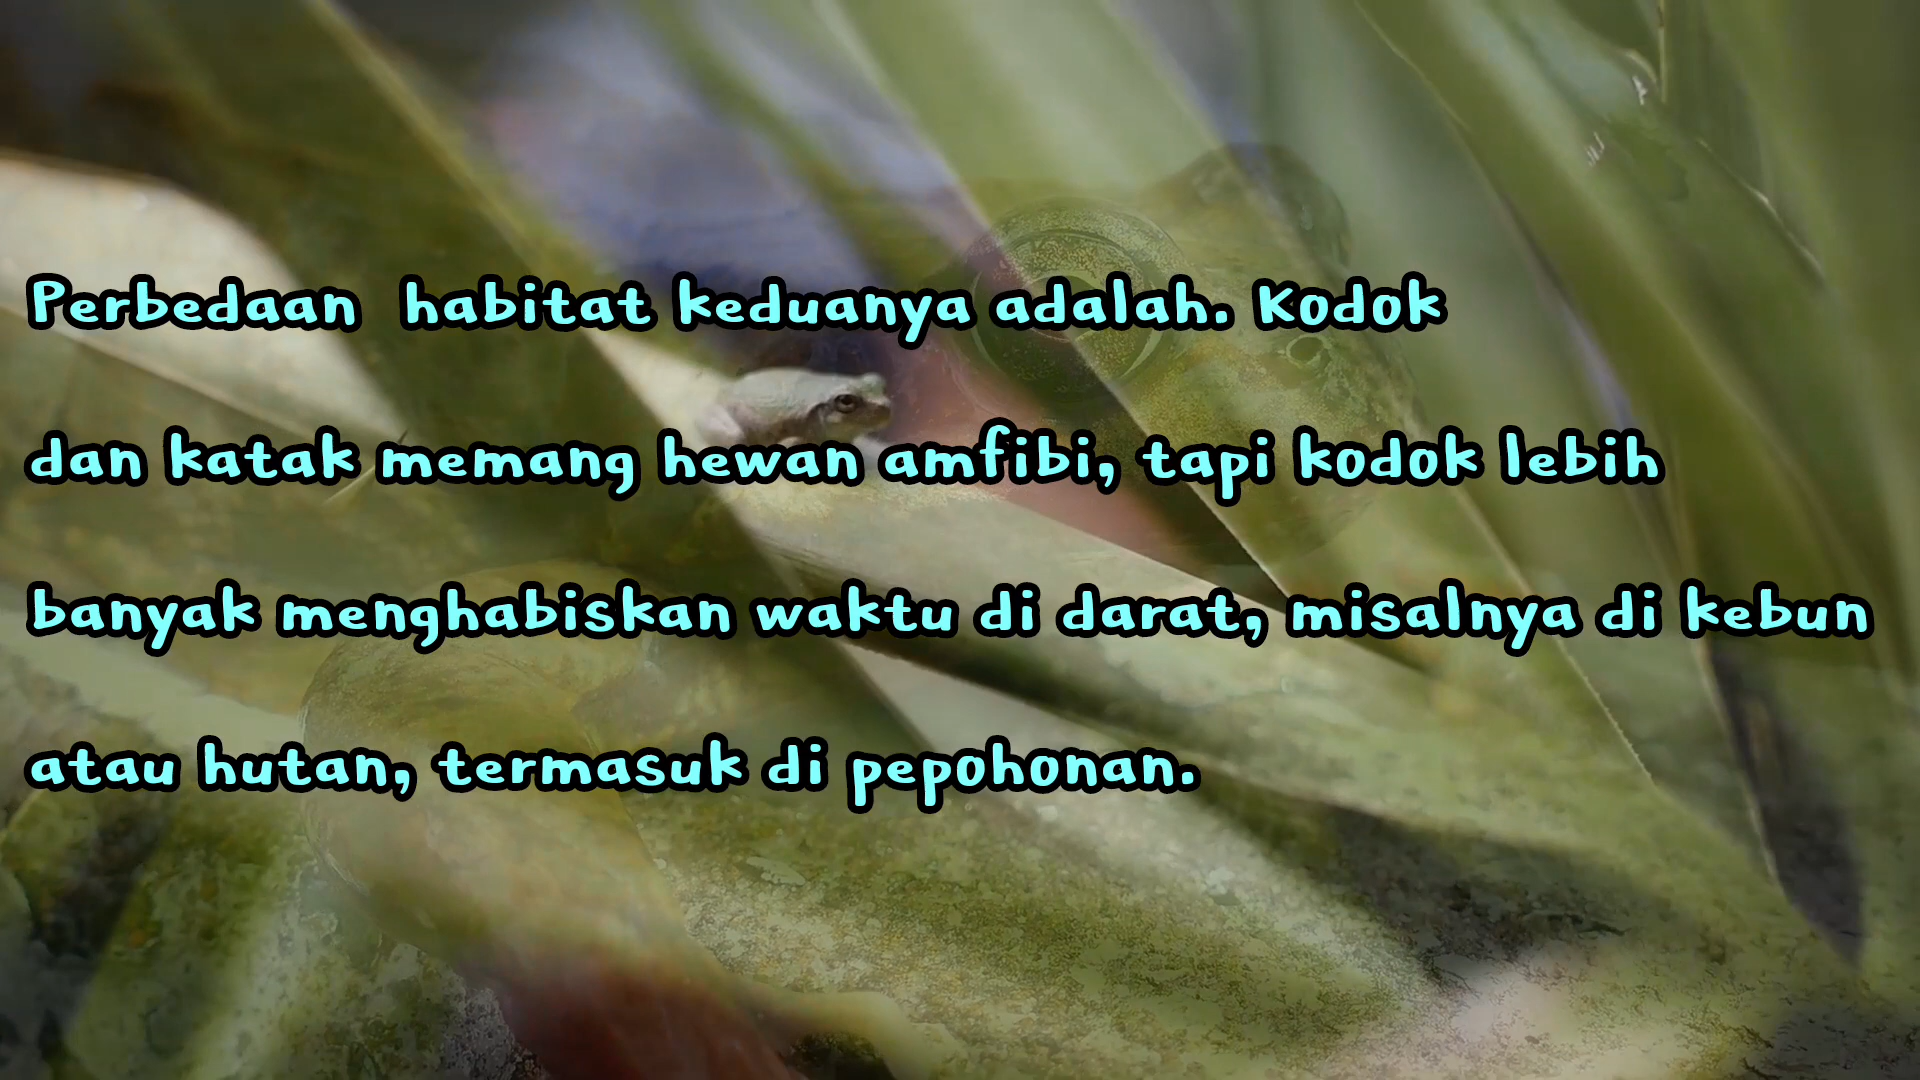 Perbedaan  habitat keduanya adalah. Kodok
dan katak memang hewan amfibi, tapi kodok lebih
banyak menghabiskan waktu di darat, misalnya di kebun
atau hutan, termasuk di pepohonan.